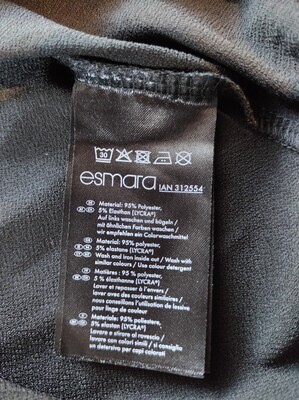 30
esmara IAN 312554
Material: 95% Polyester,
5% Elasthan (LYCRA®)
Auf links waschen und bügeln /
mit ähnlichen Farben waschen /
wir empfehlen ein Colorwaschmittel
Material: 95% polyester,
5% elastane (LYCRA®)
Wash and iron inside out / Wash with
similar colours / Use colour detergent
Matières : 95 % polyester,
5 % élasthanne (LYCRA®)
Laver et repasser à l'envers /
avec des couleurs similaires /
nous conseillons l'utilisation de lessive
pour linge de couleur
Materiale: 95% poliestere,
5% elastan (LYCRA®)
Lavare e stirare al rovescio /
lavare con colori simili / si consiglia
un detersivo per capi colorati